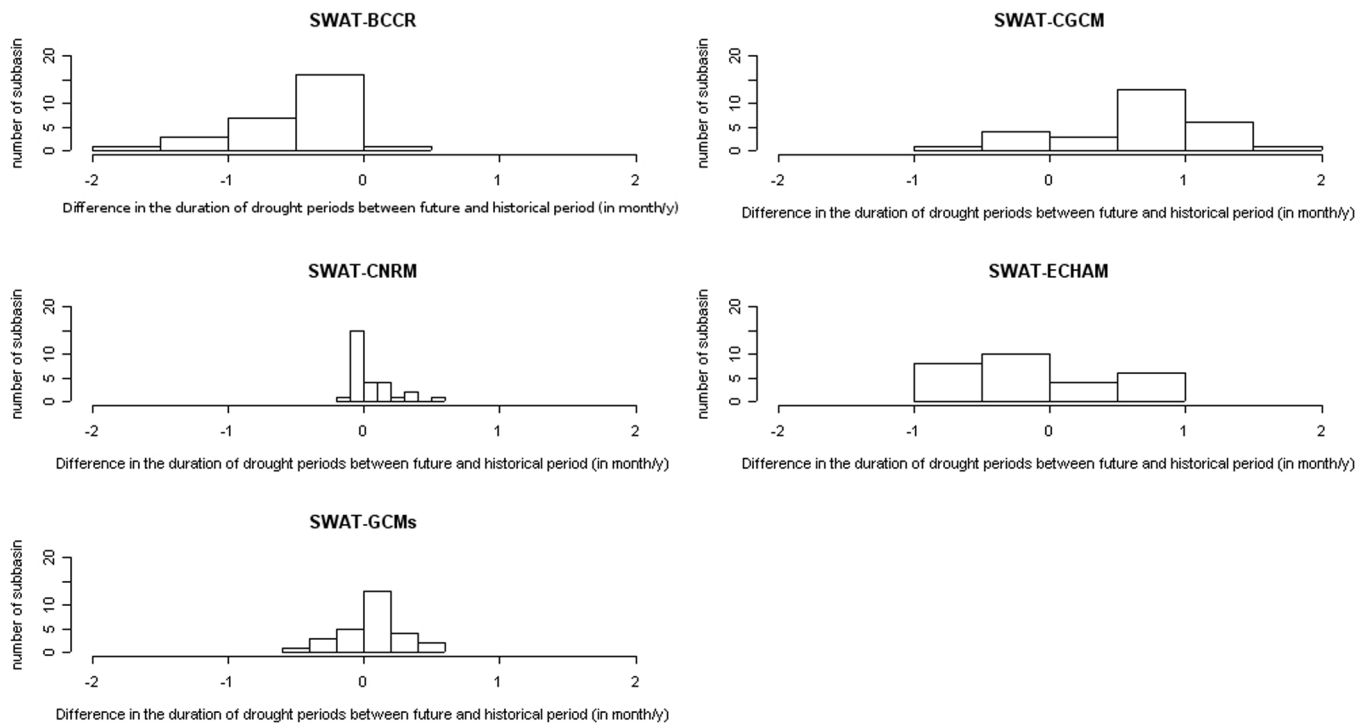 SWAT-BCCR
number of subbasin
0 5 10 20
-2 -1 0 1 2
Difference in the duration of drought periods between future and historical period (in month/y)
SWAT-CGCM
number of subbasin
0 5 10 20
-2 -1 0 1 2
Difference in the duration of drought periods between future and historical period (in month/y)
SWAT-CNRM
number of subbasin
0 5 10 20
-2 -1 0 1 2
Difference in the duration of drought periods between future and historical period (in month/y)
SWAT-ECHAM
number of subbasin
0 5 10 20
-2 -1 0 1 2
Difference in the duration of drought periods between future and historical period (in month/y)
SWAT-GCMs
number of subbasin
0 5 10 20
-2 -1 0 1 2
Difference in the duration of drought periods between future and historical period (in month/y)